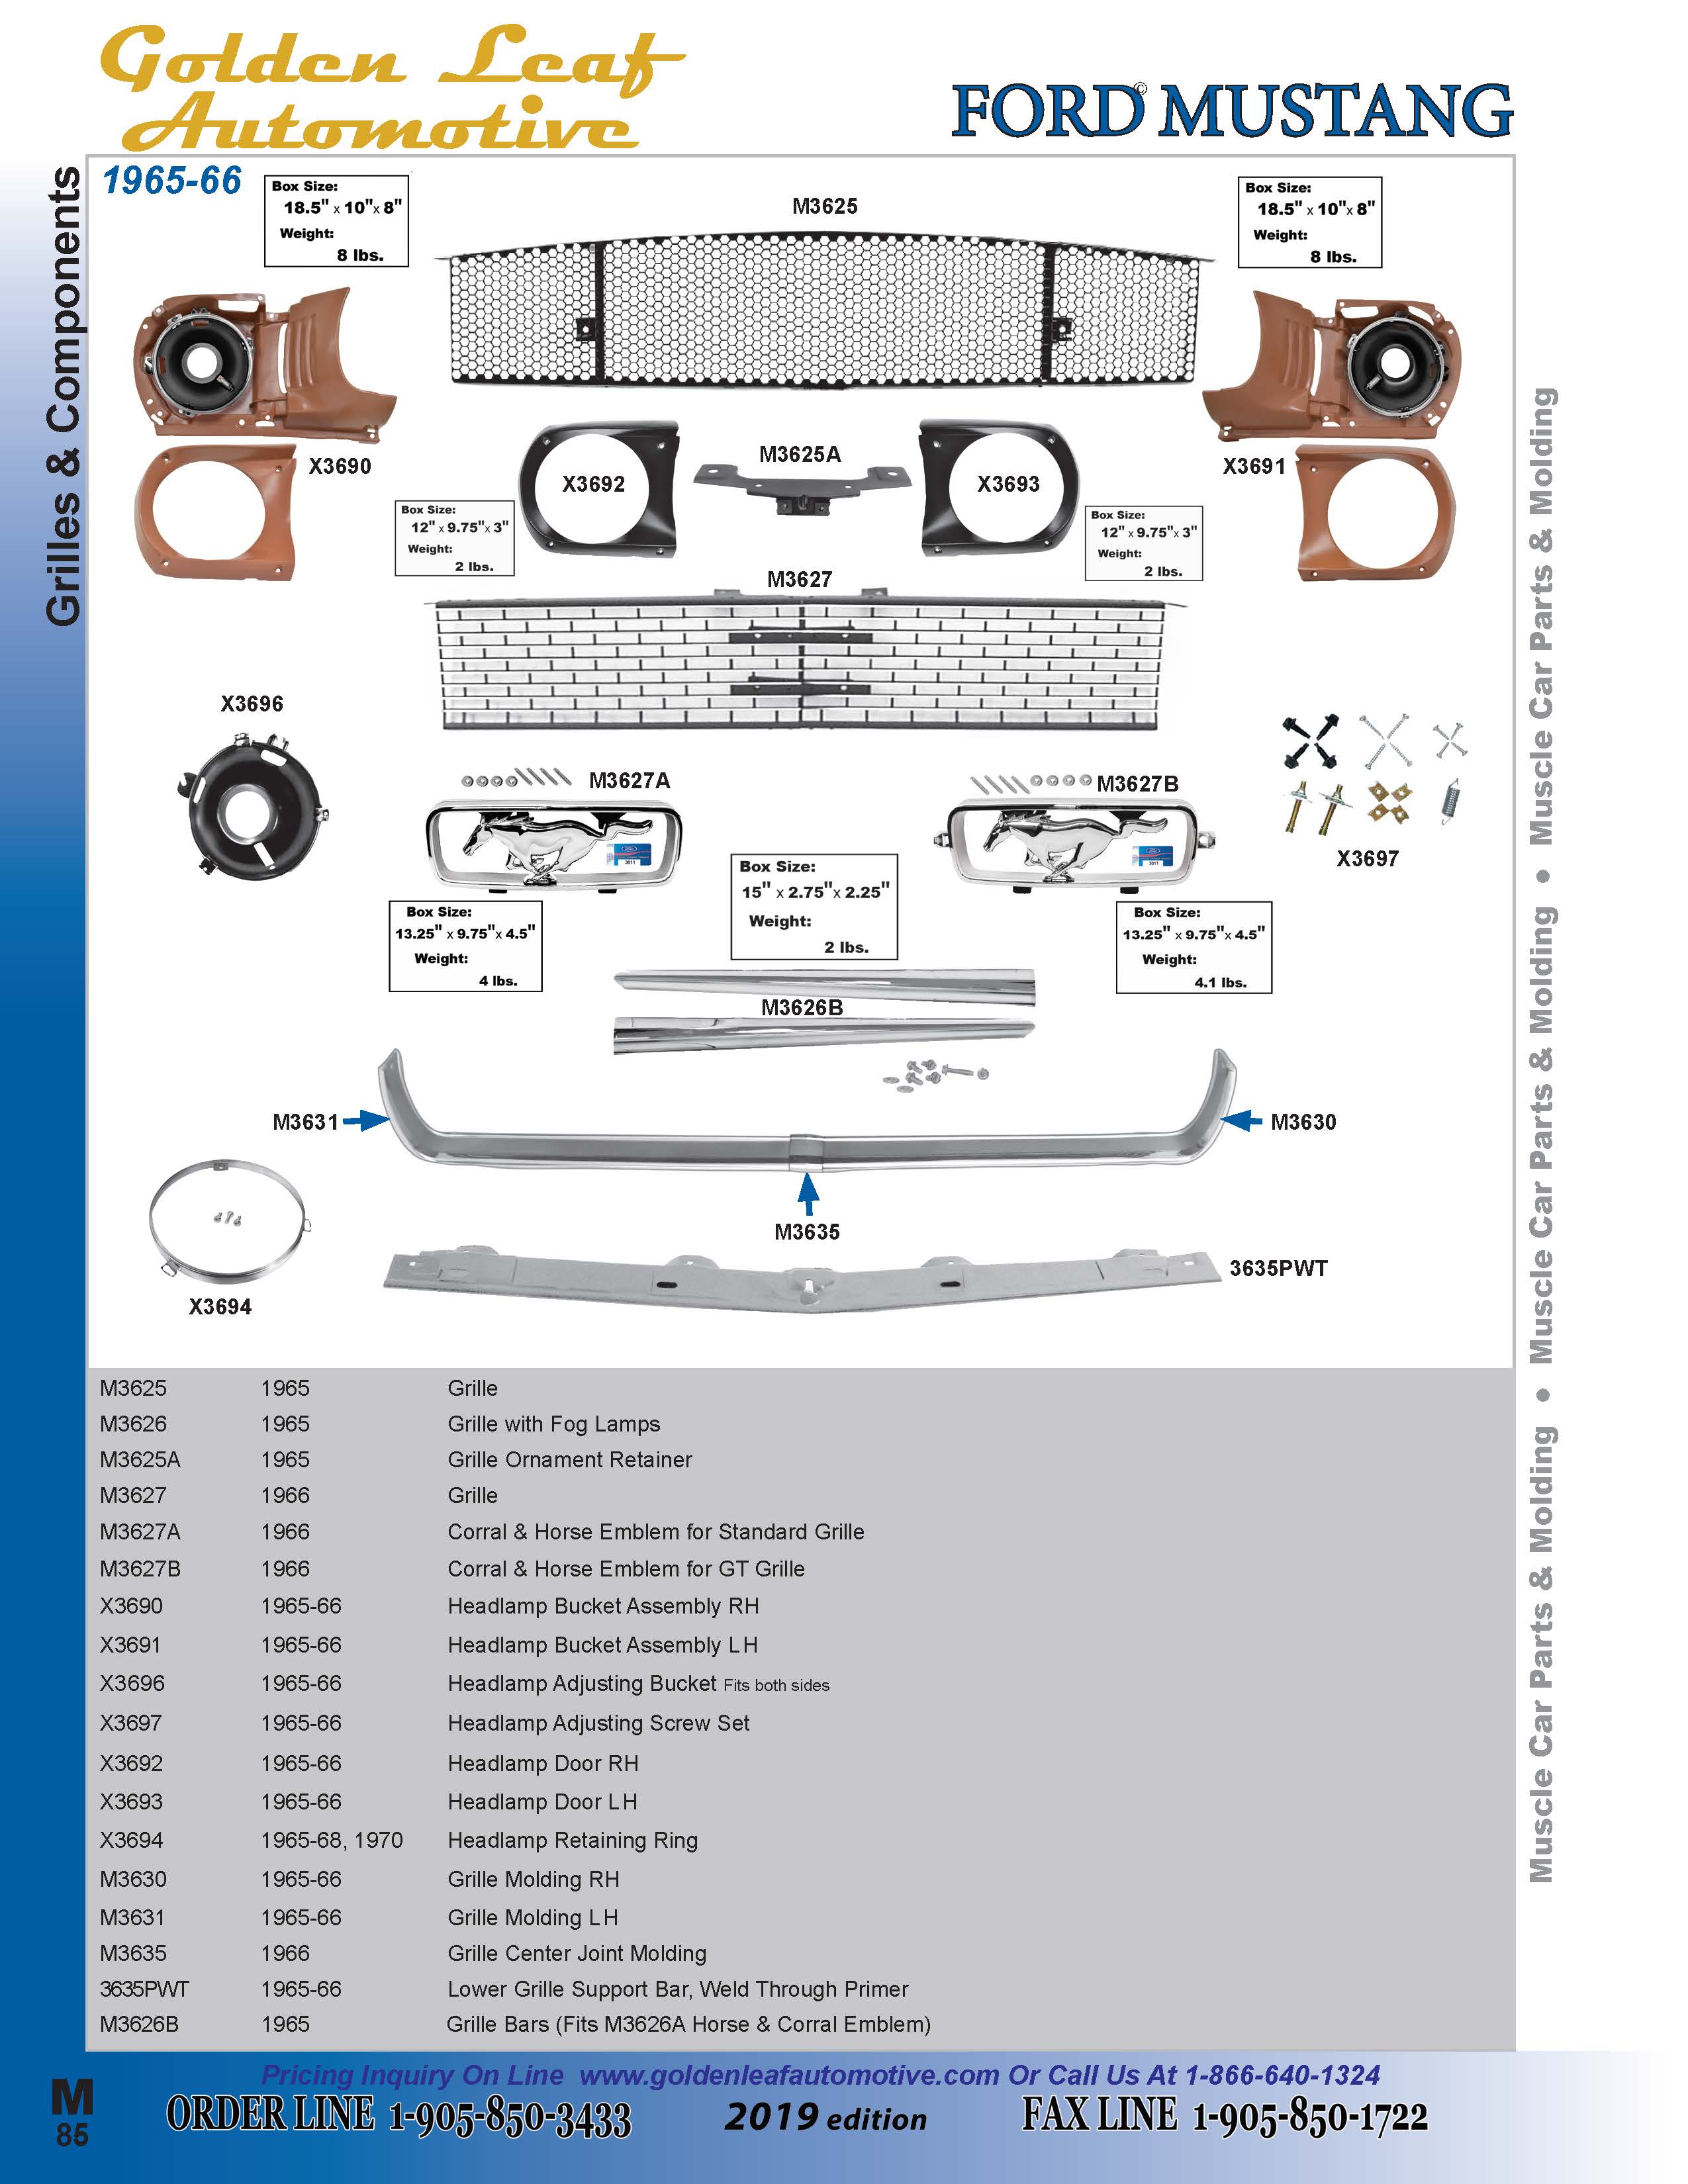 Golden Leaf
Automotive
FORD© MUSTANG
Grilles & Components
1965-66
Box Size:
18.5" x 10"x 8"
Weight:
8 lbs.
M3625
Box Size:
18.5" x 10"x 8"
Weight:
8 lbs.
X3690
X3692
M3625A
X3693
X3691
Box Size:
12" x 9.75"x 3"
Weight:
2 lbs.
Box Size:
12" x 9.75"x 3"
Weight:
2 lbs.
M3627
X3696
M3627A
M3627B
X3697
Box Size:
15" x 2.75"x 2.25"
Weight:
2 lbs.
Box Size:
13.25" x 9.75"x 4.5"
Weight:
4 lbs.
Box Size:
13.25" x 9.75"x 4.5"
Weight:
4.1 lbs.
M3626B
M3631
M3630
M3635
X3694
3635PWT
M3625 1965 Grille
M3626 1965 Grille with Fog Lamps
M3625A 1965 Grille Ornament Retainer
M3627 1966 Grille
M3627A 1966 Corral & Horse Emblem for Standard Grille
M3627B 1966 Corral & Horse Emblem for GT Grille
X3690 1965-66 Headlamp Bucket Assembly RH
X3691 1965-66 Headlamp Bucket Assembly LH
X3696 1965-66 Headlamp Adjusting Bucket Fits both sides
X3697 1965-66 Headlamp Adjusting Screw Set
X3692 1965-66 Headlamp Door RH
X3693 1965-66 Headlamp Door LH
X3694 1965-68, 1970 Headlamp Retaining Ring
M3630 1965-66 Grille Molding RH
M3631 1965-66 Grille Molding LH
M3635 1966 Grille Center Joint Molding
3635PWT 1965-66 Lower Grille Support Bar, Weld Through Primer
M3626B 1965 Grille Bars (Fits M3626A Horse & Corral Emblem)
Muscle Car Parts & Molding • Muscle Car Parts & Molding • Muscle Car Parts & Molding
Pricing Inquiry On Line www.goldenleafautomotive.com Or Call Us At 1-866-640-1324
M
85
ORDER LINE 1-905-850-3433
2019 edition
FAX LINE 1-905-850-1722